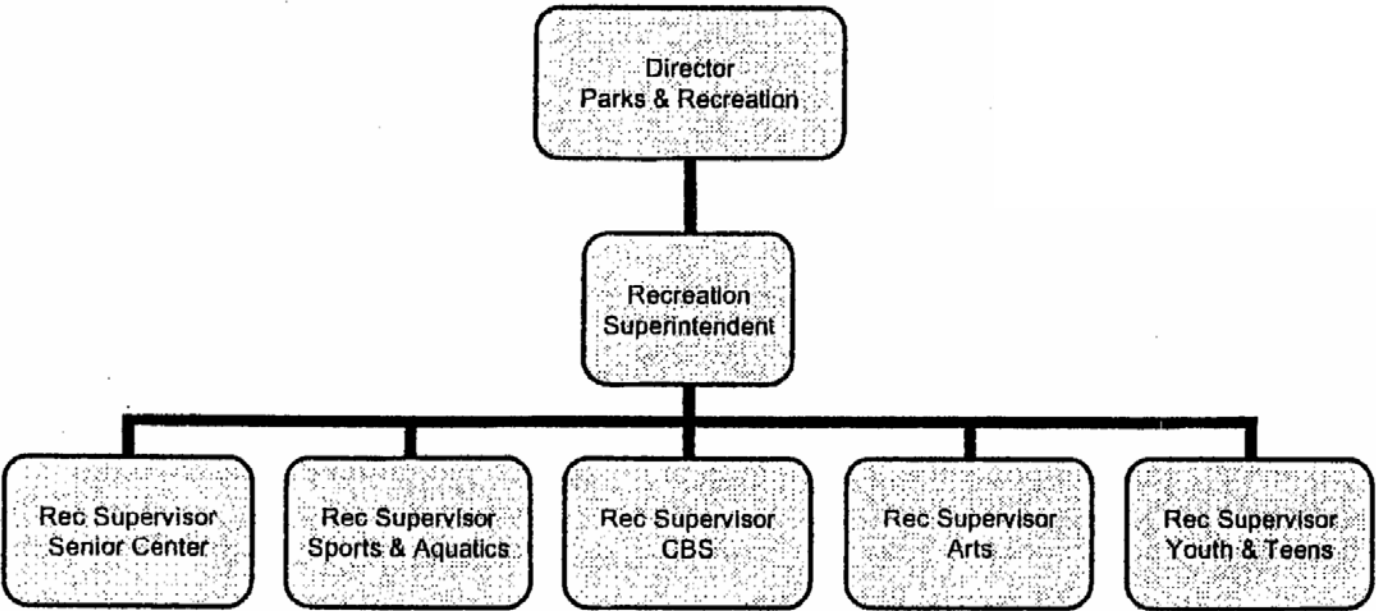 Director
Parks & Recreation
Recreation
Superintendent
Rec Supervisor
Senior Center
Rec Supervisor
Sports & Aquatics
Rec Supervisor
CBS
Rec Supervisor
Arts
Rec Supervisor
Youth & Teens